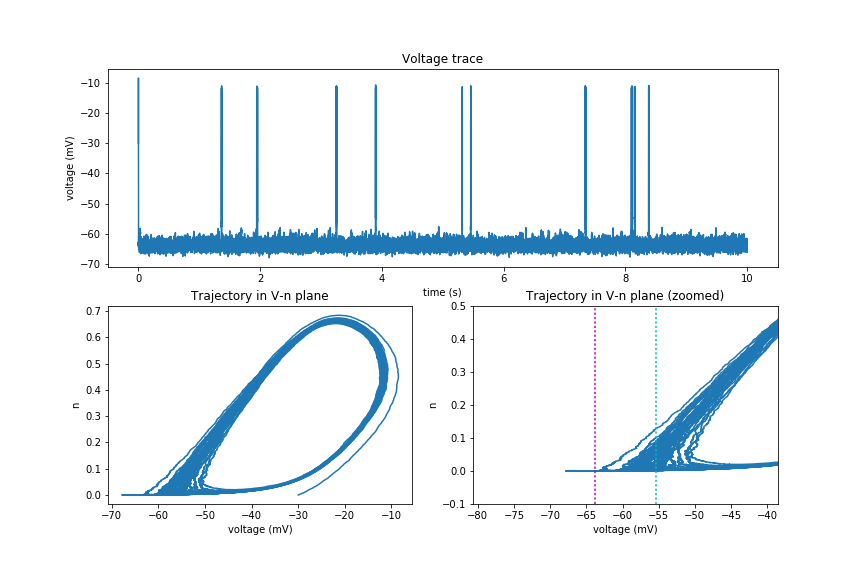 Voltage trace
−10
−20
−30
−40
−50
−60
−70
voltage (mV)
0 2 4 6 8 10
time (s)
Trajectory in V-n plane
0.7
0.6
0.5
0.4
0.3
0.2
0.1
0.0
n
−70 −60 −50 −40 −30 −20 −10
voltage (mV)
Trajectory in V-n plane (zoomed)
0.5
0.4
0.3
0.2
0.1
0.0
−0.1
n
−80 −75 −70 −65 −60 −55 −50 −45 −40
voltage (mV)